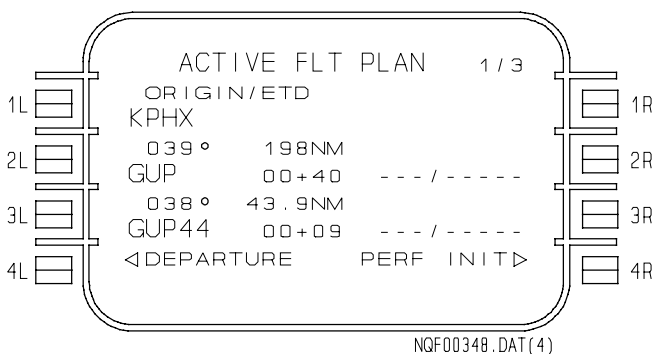 ACTIVE FLT PLAN 1/3
ORIGIN/ETD
1L KPHX 1R
039° 198NM
2L GUP 00+40 ---/----- 2R
038° 43.9NM
3L GUP44 00+09 ---/----- 3R
4L ◁DEPARTURE PERF INIT▷ 4R
NQF00348.DAT(4)